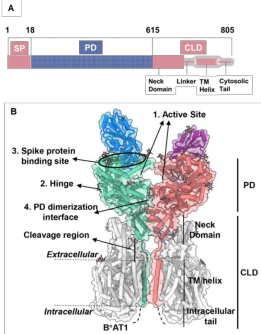 A
1 18 615 805
SP PD CLD
Neck Domain
Linker
TM Helix
Cytosolic Tail
B
1. Active Site
3. Spike protein binding site
2. Hinge
4. PD dimerization interface
PD
Cleavage region
Neck Domain
Extracellular
CLD
TM helix
Intracellular
Intracellular tail
B⁰AT1